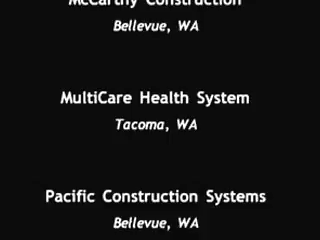 McCarthy Construction
Bellevue, WA
MultiCare Health System
Tacoma, WA
Pacific Construction Systems
Bellevue, WA